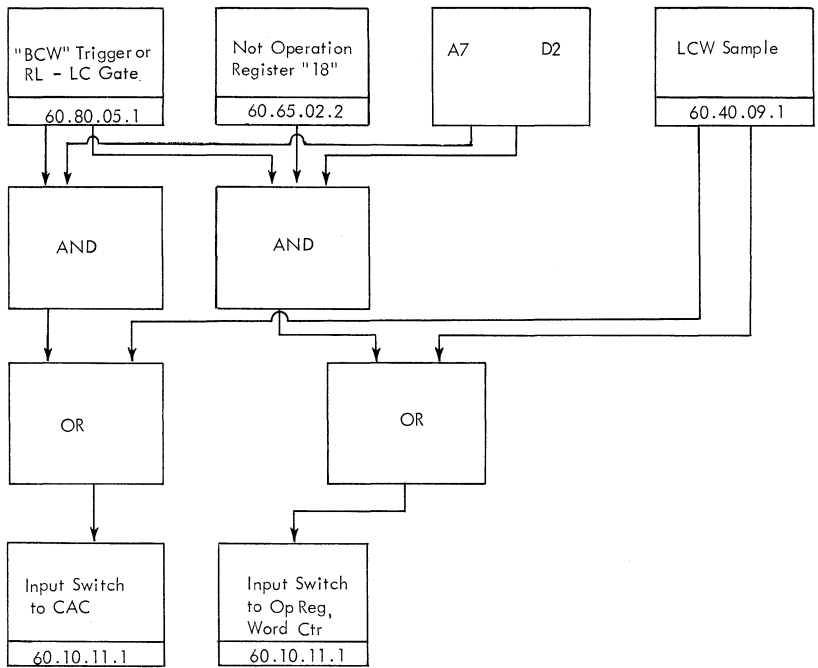 "BCW" Trigger or
RL - LC Gate
60.80.05.1
Not Operation
Register "18"
60.65.02.2
A7 D2
LCW Sample
60.40.09.1
AND
AND
OR
OR
Input Switch
to CAC
60.10.11.1
Input Switch
to Op Reg,
Word Ctr
60.10.11.1